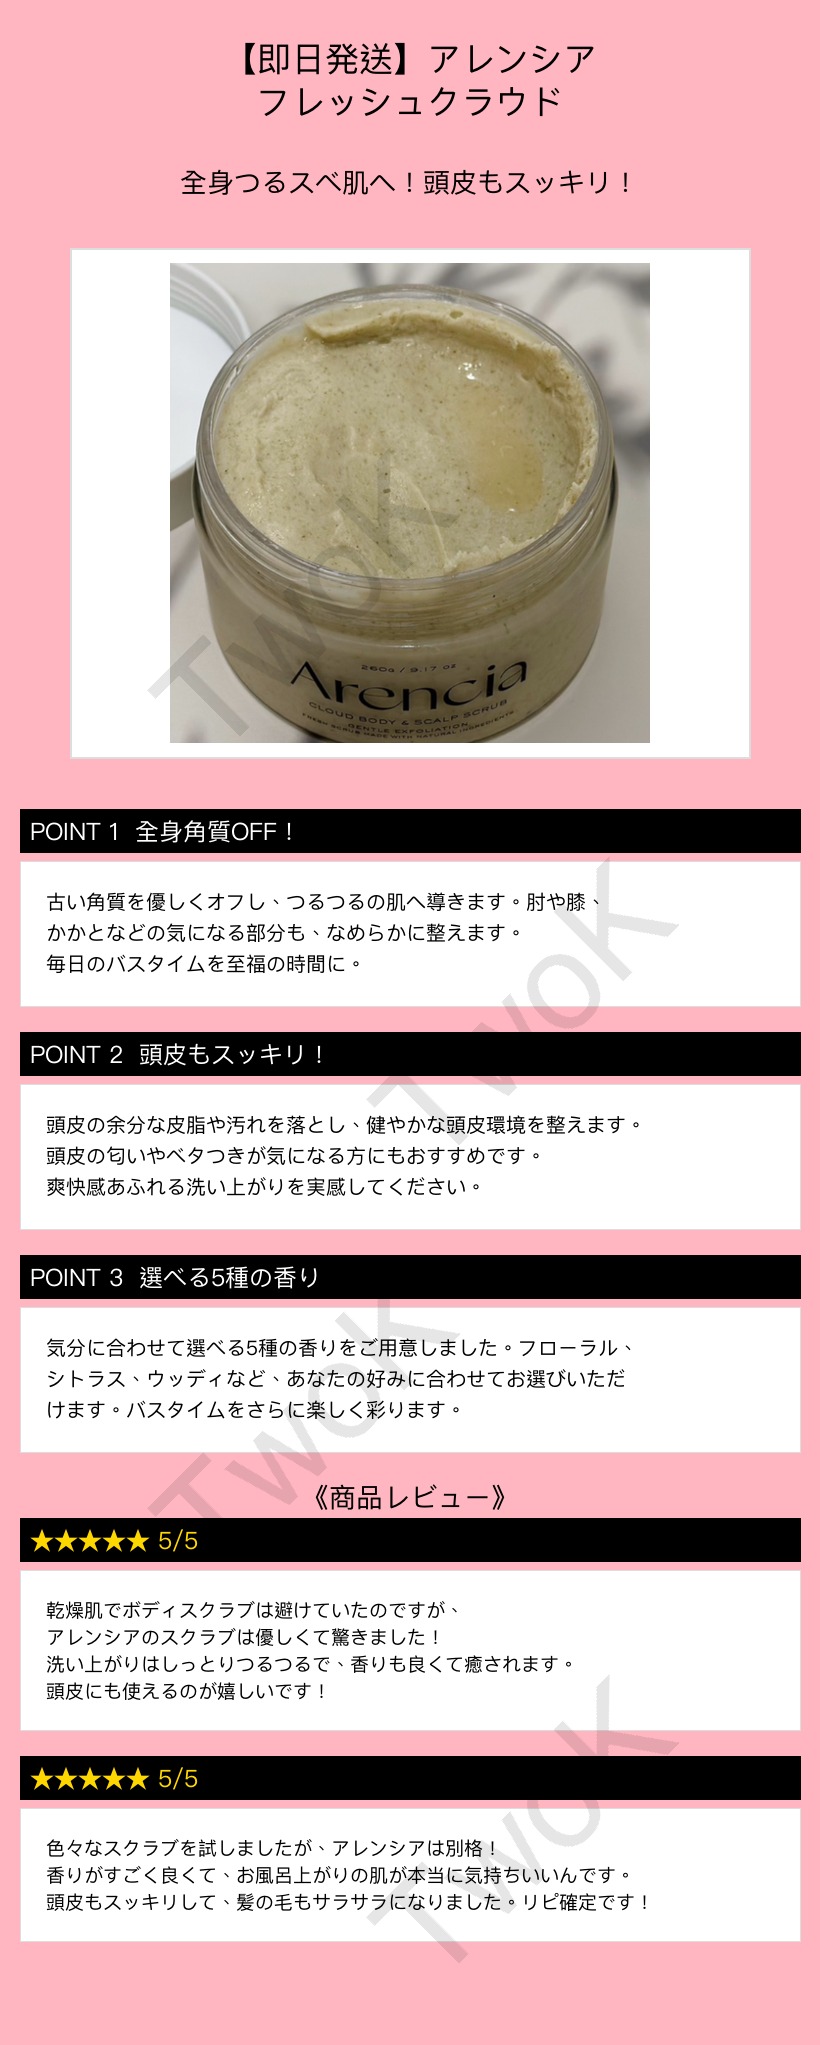 【即日発送】アレンシア
フレッシュクラウド
全身つるスベ肌へ！頭皮もスッキリ！
260g / 9.17 oz
Arencia
CLOUD BODY & SCALP SCRUB
GENTLE EXFOLIATION
FRESH SCRUB MADE WITH NATURAL INGREDIENTS
TwoK
POINT 1 全身角質OFF！
古い角質を優しくオフし、つるつるの肌へ導きます。肘や膝、
かかとなどの気になる部分も、なめらかに整えます。
毎日のバスタイムを至福の時間に。
TwoK
POINT 2 頭皮もスッキリ！
頭皮の余分な皮脂や汚れを落とし、健やかな頭皮環境を整えます。
頭皮の匂いやベタつきが気になる方にもおすすめです。
爽快感あふれる洗い上がりを実感してください。
POINT 3 選べる5種の香り
気分に合わせて選べる5種の香りをご用意しました。フローラル、
シトラス、ウッディなど、あなたの好みに合わせてお選びいただ
けます。バスタイムをさらに楽しく彩ります。
TwoK
《商品レビュー》
★★★★★ 5/5
乾燥肌でボディスクラブは避けていたのですが、
アレンシアのスクラブは優しくて驚きました！
洗い上がりはしっとりつるつるで、香りも良くて癒されます。
頭皮にも使えるのが嬉しいです！
★★★★★ 5/5
色々なスクラブを試しましたが、アレンシアは別格！
香りがすごく良くて、お風呂上がりの肌が本当に気持ちいいんです。
頭皮もスッキリして、髪の毛もサラサラになりました。リピ確定です！
TwoK